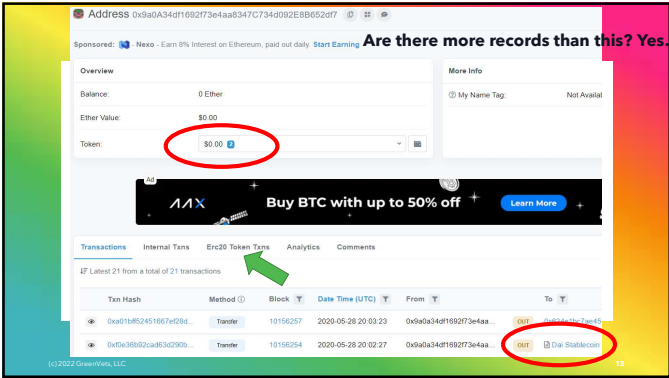 Address 0x9a0A34df1692f73e4aa8347C734d092E8B652df7
Sponsored: - Nexo - Earn 8% Interest on Ethereum, paid out daily. Start Earning
Are there more records than this? Yes.
Overview
More Info
Balance: 0 Ether
My Name Tag: Not Availab
Ether Value: $0.00
Token: $0.00 2
Ad
AAX Buy BTC with up to 50% off Learn More
Transactions Internal Txns Erc20 Token Txns Analytics Comments
Latest 21 from a total of 21 transactions
Txn Hash Method Block Date Time (UTC) From To
0xa01bff52451667ef28d... Transfer 10156257 2020-05-28 20:03:23 0x9a0a34df1692f73e4aa... OUT
0xf0e36b92cad63d290b... Transfer 10156254 2020-05-28 20:02:27 0x9a0a34df1692f73e4aa... OUT Dai Stablecoin
(c) 2022 GreenVets, LLC
13